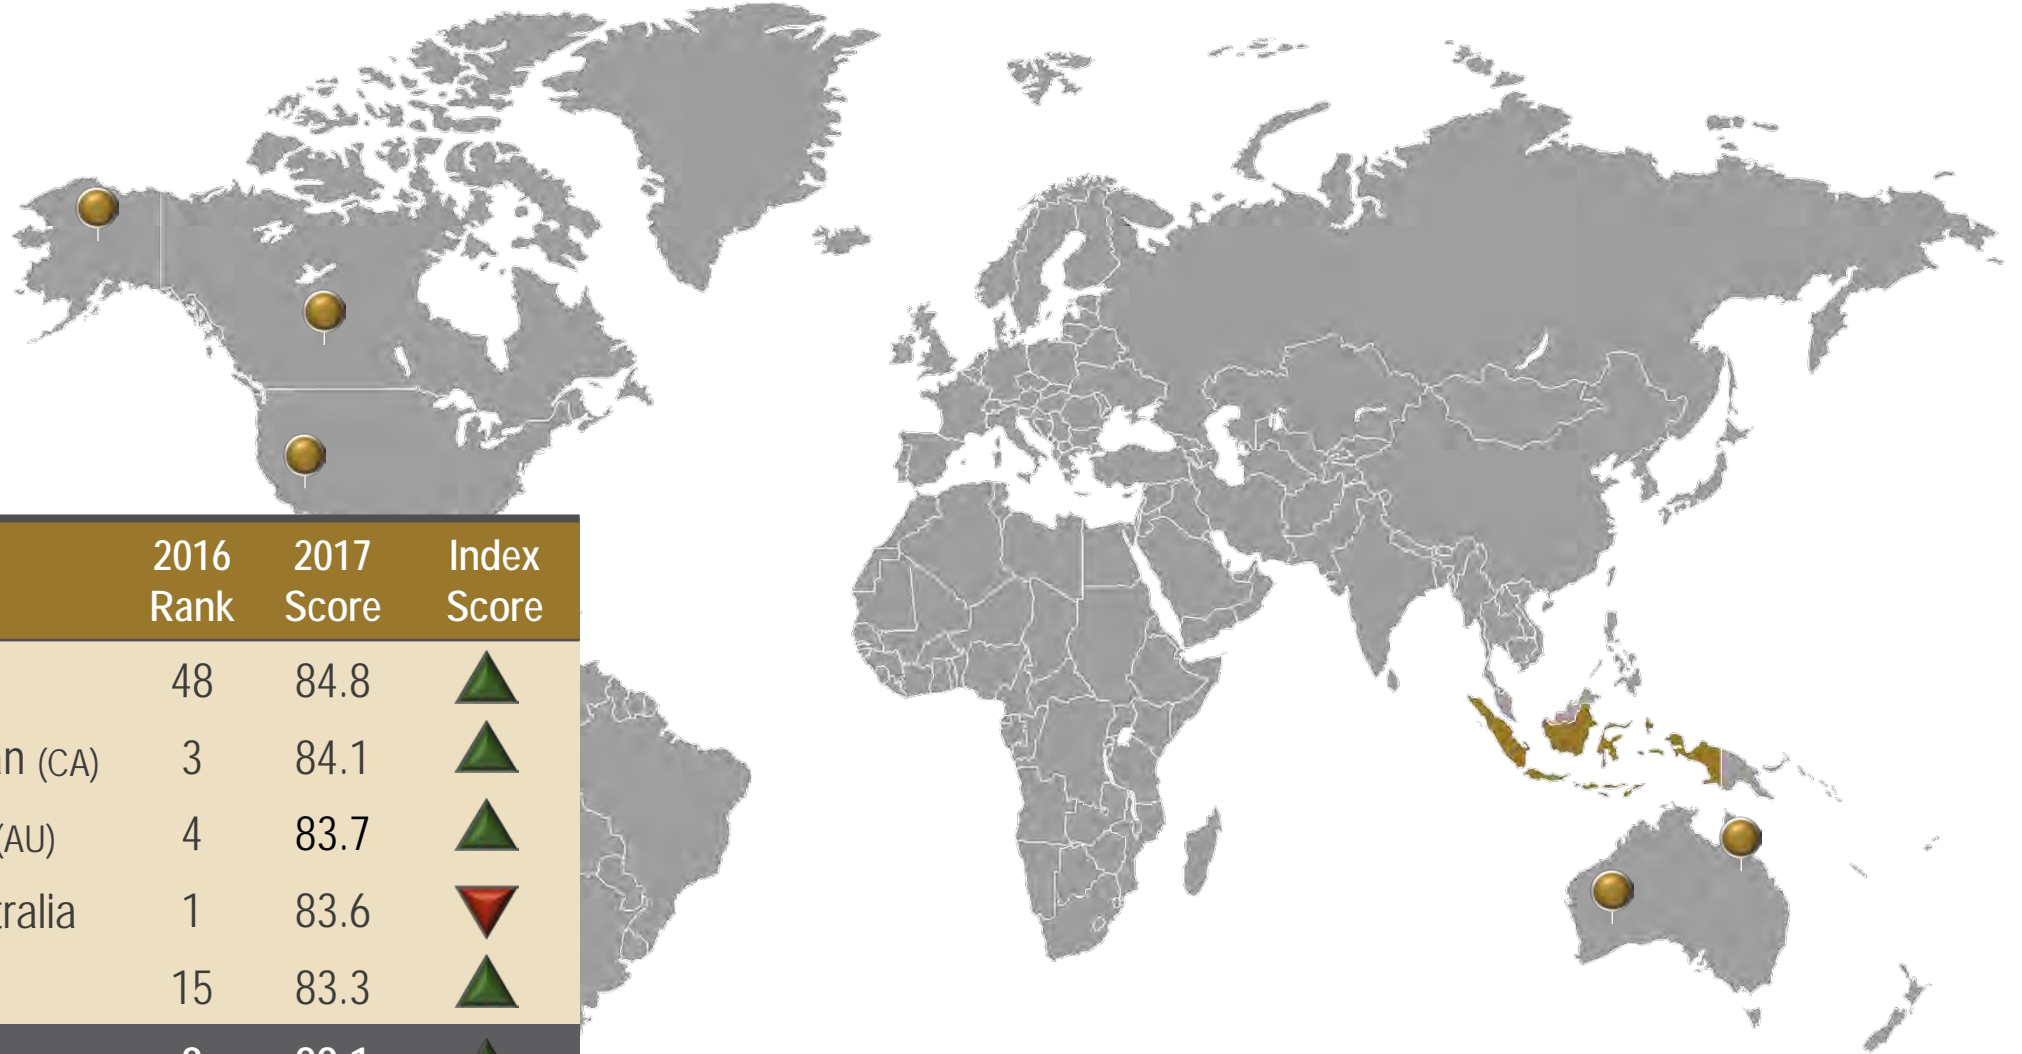 2016 2017 Index
Rank Score Score
48 84.8
(CA) 3 84.1
(AU) 4 83.7
1 83.6
15 83.3